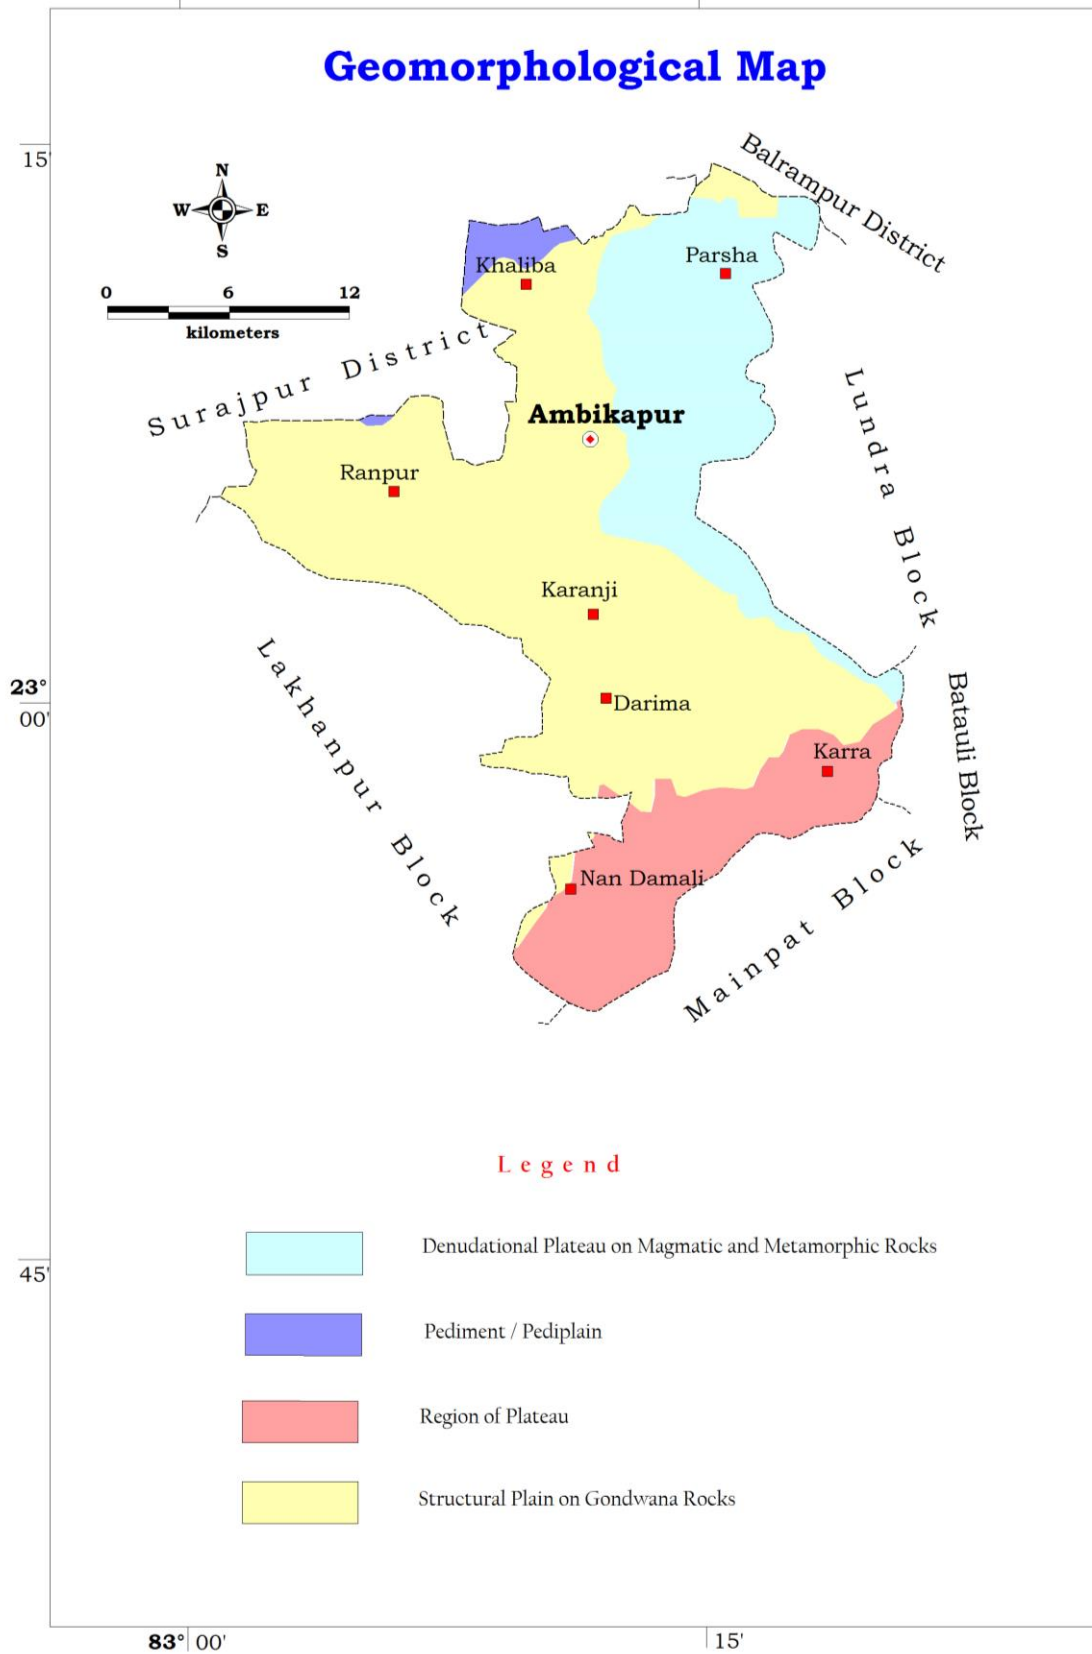 Geomorphological Map
15'
N
W E
S
0 6 12
kilometers
Balrampur District
Khaliba
Parsha
Surajpur District
Lundra Block
Ambikapur
Ranpur
Karanji
Lakhanpur Block
23°
00'
Darima
Batauli Block
Karra
Nan Damali
Mainpat Block
Legend
Denudational Plateau on Magmatic and Metamorphic Rocks
45'
Pediment / Pediplain
Region of Plateau
Structural Plain on Gondwana Rocks
83° 00' 15'